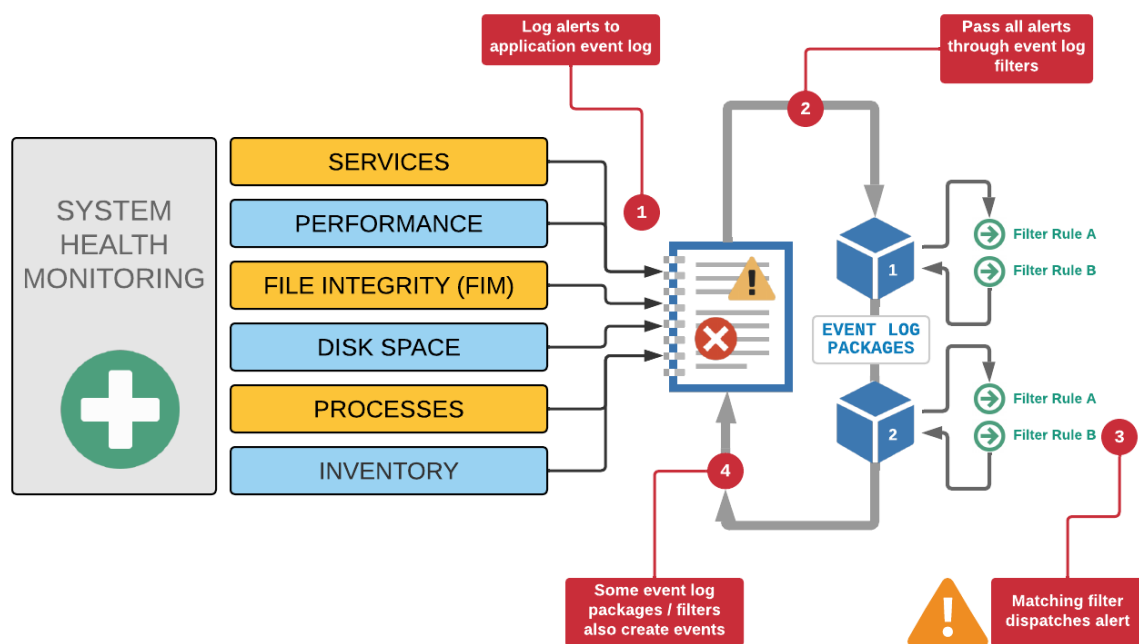 Log alerts to
application event log
Pass all alerts
through event log
filters
2
SYSTEM
HEALTH
MONITORING
SERVICES
PERFORMANCE
FILE INTEGRITY (FIM)
DISK SPACE
PROCESSES
INVENTORY
1
1
Filter Rule A
Filter Rule B
EVENT LOG
PACKAGES
2
Filter Rule A
Filter Rule B
3
4
Some event log
packages / filters
also create events
!
Matching filter
dispatches alert